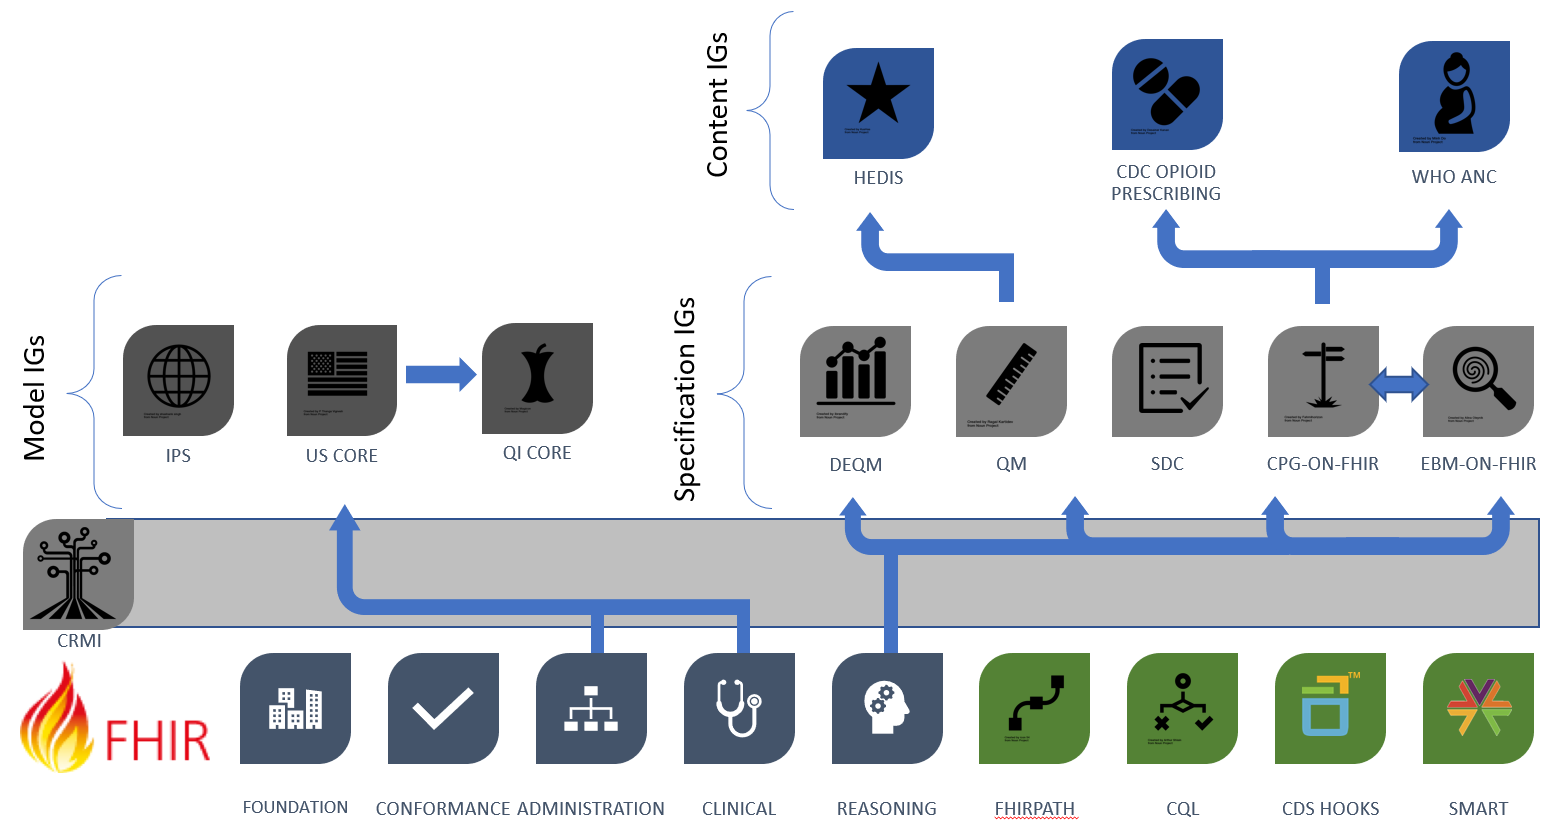 Content IGs
HEDIS
CDC OPIOID
PRESCRIBING
WHO ANC
Model IGs
IPS
US CORE
QI CORE
Specification IGs
DEQM
QM
SDC
CPG-ON-FHIR
EBM-ON-FHIR
CRMI
FHIR
TM
FOUNDATION
CONFORMANCE
ADMINISTRATION
CLINICAL
REASONING
FHIRPATH
CQL
CDS HOOKS
SMART